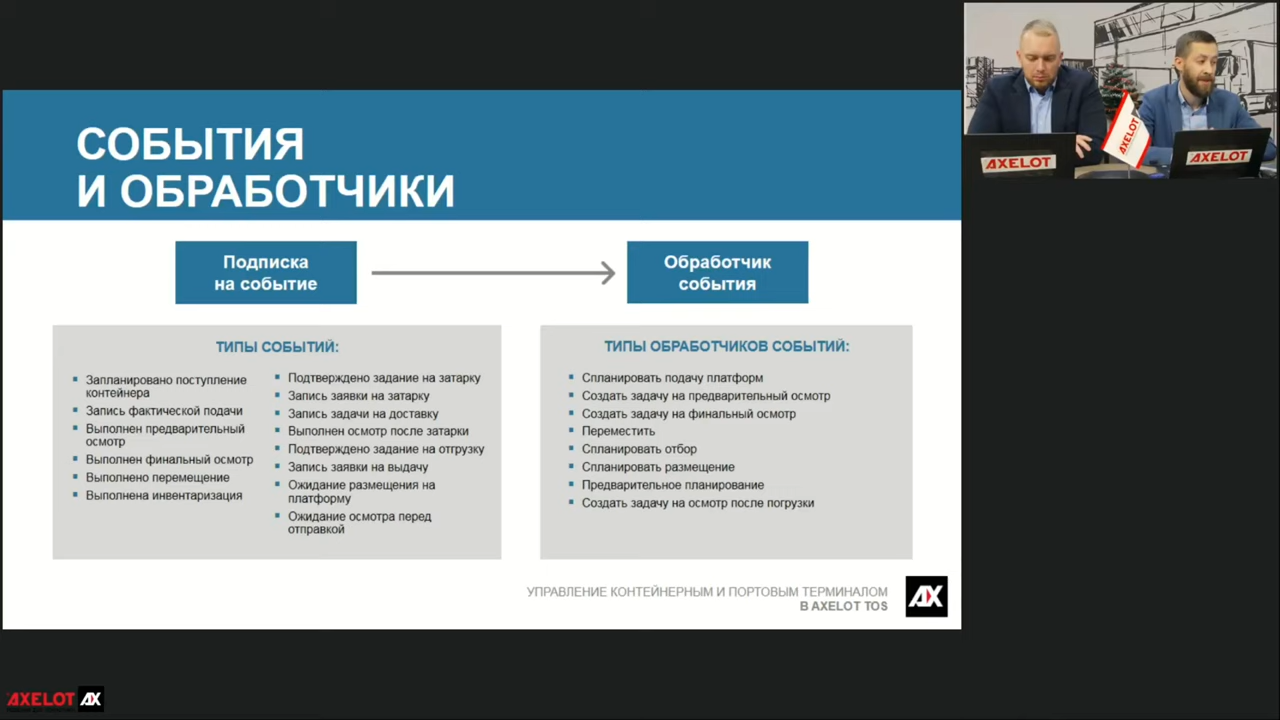 СОБЫТИЯ
И ОБРАБОТЧИКИ
Подписка
на событие
Обработчик
события
ТИПЫ СОБЫТИЙ:
Запланировано поступление
контейнера
Запись фактической подачи
Выполнен предварительный
осмотр
Выполнен финальный осмотр
Выполнено перемещение
Выполнена инвентаризация
Подтверждено задание на затарку
Запись заявки на затарку
Запись задачи на доставку
Выполнен осмотр после затарки
Подтверждено задание на отгрузку
Запись заявки на выдачу
Ожидание размещения на
платформу
Ожидание осмотра перед
отправкой
ТИПЫ ОБРАБОТЧИКОВ СОБЫТИЙ:
Спланировать подачу платформ
Создать задачу на предварительный осмотр
Создать задачу на финальный осмотр
Переместить
Спланировать отбор
Спланировать размещение
Предварительное планирование
Создать задачу на осмотр после погрузки
УПРАВЛЕНИЕ КОНТЕЙНЕРНЫМ И ПОРТОВЫМ ТЕРМИНАЛОМ
В AXELOT TOS
AX
AXELOT
AXELOT
AXELOT
AXELOT AX